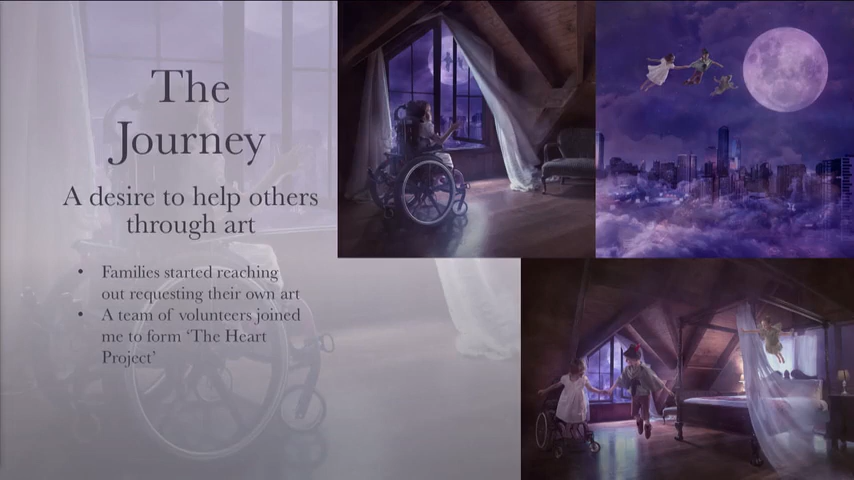 The
Journey
A desire to help others
through art
• Families started reaching
out requesting their own art
• A team of volunteers joined
me to form ‘The Heart
Project’